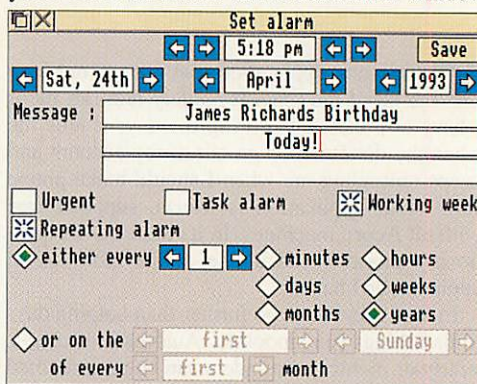 Set alarm
5:18 pm Save
Sat, 24th April 1993
Message : James Richards Birthday
Today!
Urgent Task alarm Working week
Repeating alarm
either every 1 minutes hours
days weeks
months years
or on the first Sunday
of every first month